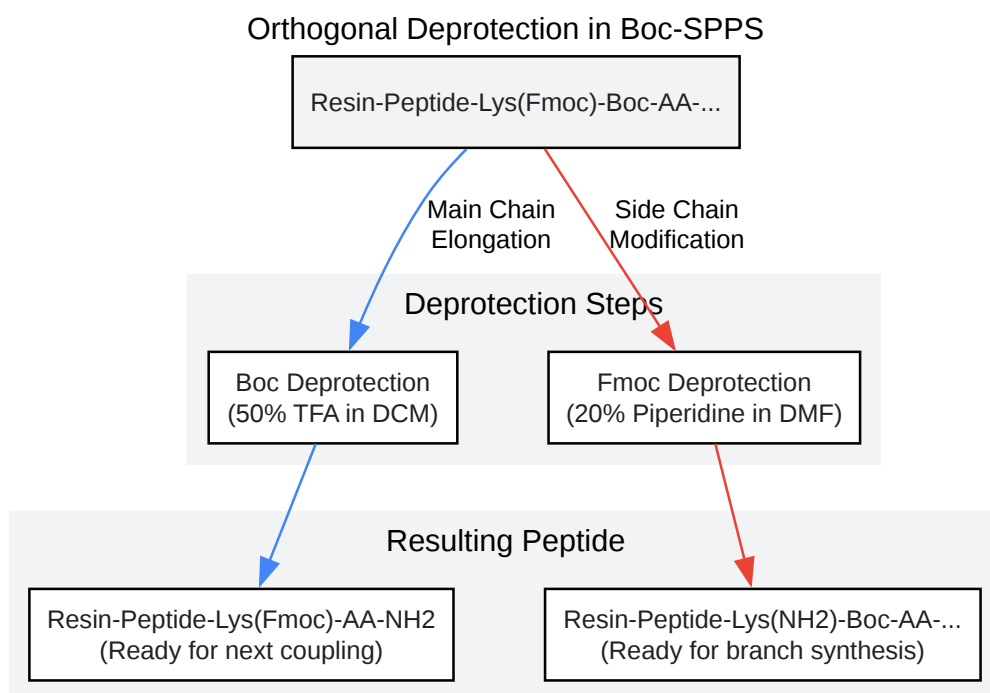 Orthogonal Deprotection in Boc-SPPS
Resin-Peptide-Lys(Fmoc)-Boc-AA-...
Main Chain
Elongation
Side Chain
Modification
Deprotection Steps
Boc Deprotection
(50% TFA in DCM)
Fmoc Deprotection
(20% Piperidine in DMF)
Resulting Peptide
Resin-Peptide-Lys(Fmoc)-AA-NH2
(Ready for next coupling)
Resin-Peptide-Lys(NH2)-Boc-AA-...
(Ready for branch synthesis)